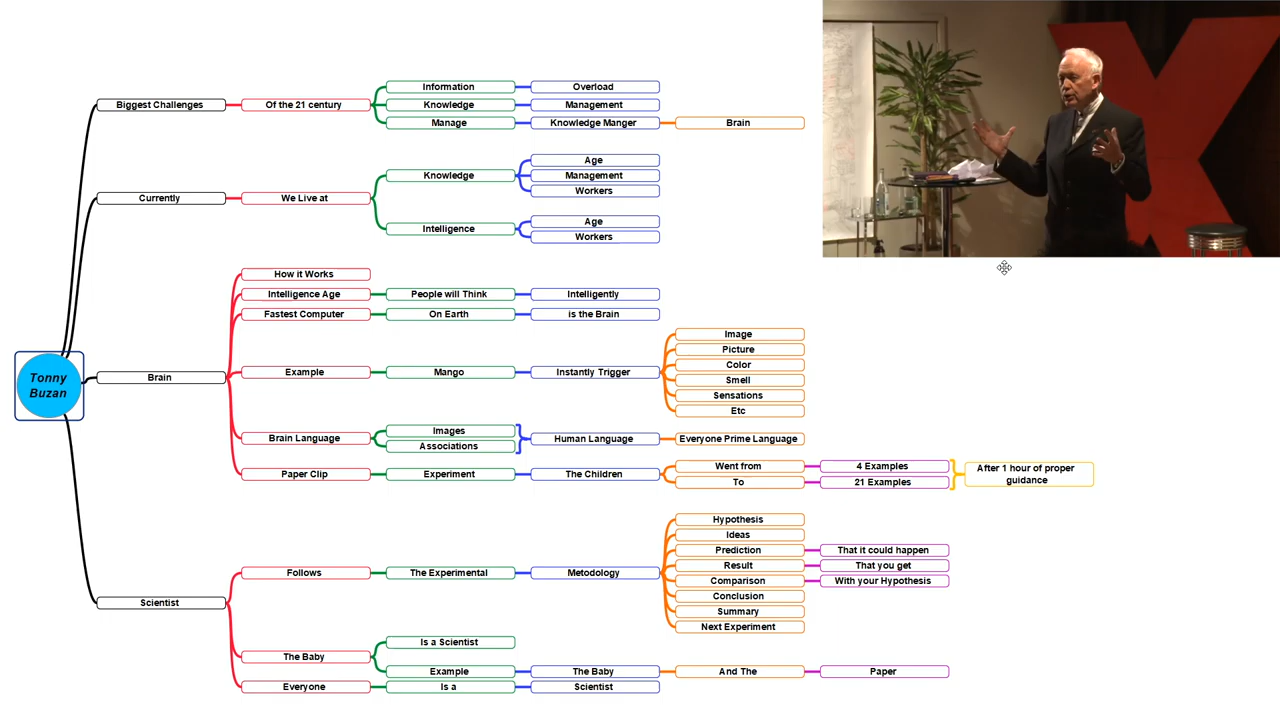 Tonny
Buzan
Biggest Challenges
Of the 21 century
Information
Overload
Knowledge
Management
Manage
Knowledge Manger
Brain
Currently
We Live at
Knowledge
Age
Management
Workers
Intelligence
Age
Workers
Brain
How it Works
Intelligence Age
People will Think
Intelligently
Fastest Computer
On Earth
is the Brain
Example
Mango
Instantly Trigger
Image
Picture
Color
Smell
Sensations
Etc
Brain Language
Images
Associations
Human Language
Everyone Prime Language
Paper Clip
Experiment
The Children
Went from
4 Examples
To
21 Examples
After 1 hour of proper
guidance
Scientist
Follows
The Experimental
Metodology
Hypothesis
Ideas
Prediction
That it could happen
Result
That you get
Comparison
With your Hypothesis
Conclusion
Summary
Next Experiment
The Baby
Is a Scientist
Example
The Baby
And The
Paper
Everyone
Is a
Scientist